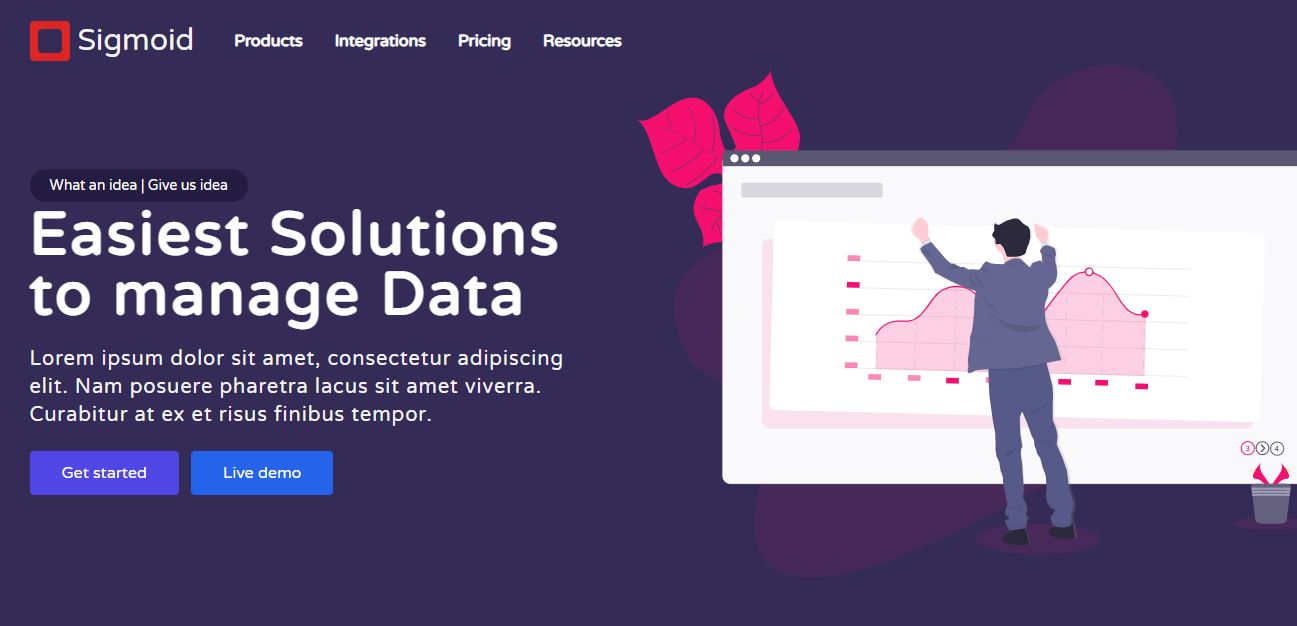 Sigmoid
Products Integrations Pricing Resources
What an idea | Give us idea
Easiest Solutions
to manage Data
Lorem ipsum dolor sit amet, consectetur adipiscing
elit. Nam posuere pharetra lacus sit amet viverra.
Curabitur at ex et risus finibus tempor.
Get started
Live demo
3
4